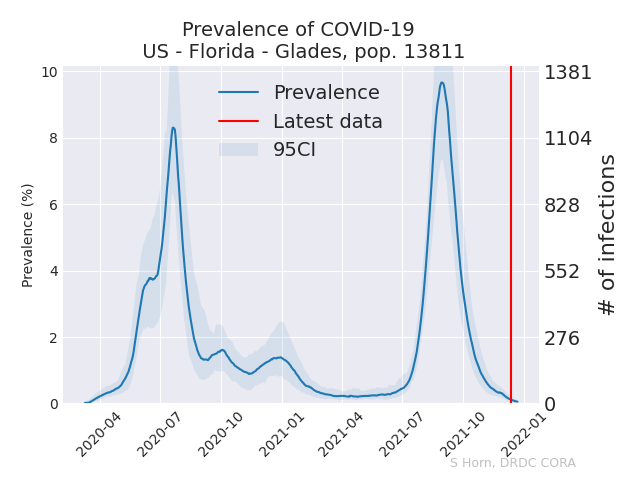 Prevalence of COVID-19
US - Florida - Glades, pop. 13811
Prevalence
Latest data
95CI
Prevalence (%)
10
8
6
4
2
0
1381
1104
828
552
276
0
# of infections
2020-04
2020-07
2020-10
2021-01
2021-04
2021-07
2021-10
2022-01
S Horn, DRDC CORA